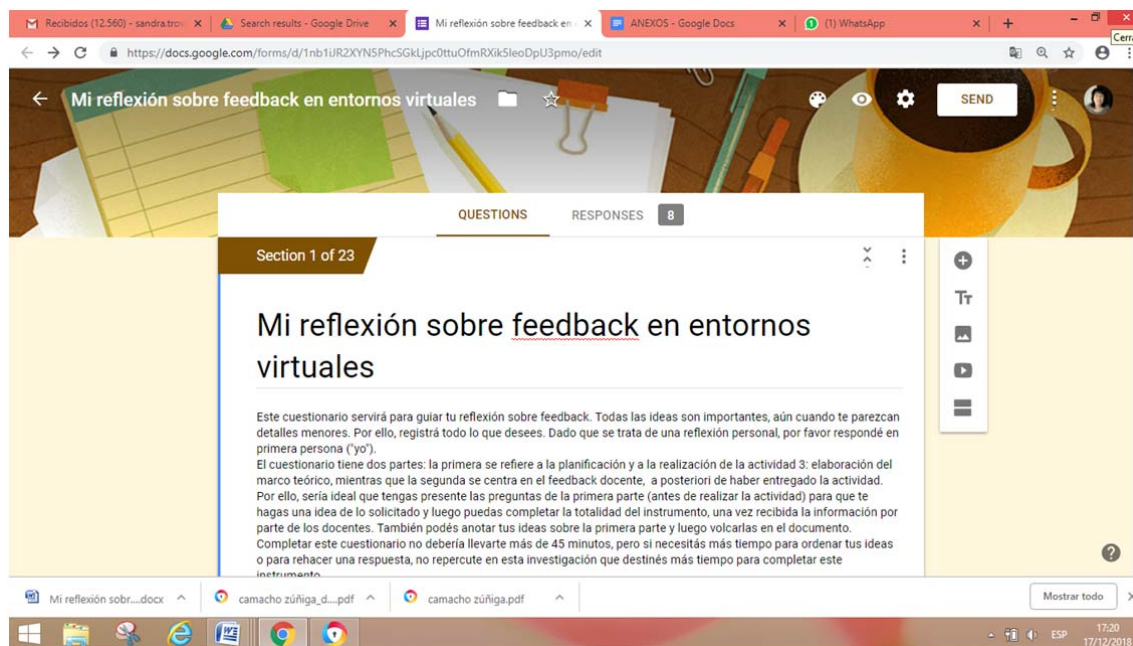 Recibidos (12.560) - sandra.trov
Search results - Google Drive
Mi reflexión sobre feedback en e
ANEXOS - Google Docs
(1) WhatsApp
Cerra
https://docs.google.com/forms/d/1nb1iJR2XYN5PhcSGkLjpc0ttuOfmRXik5leoDpU3pmo/edit
Mi reflexión sobre feedback en entornos virtuales
SEND
QUESTIONS
RESPONSES 8
Section 1 of 23
Mi reflexión sobre feedback en entornos
virtuales
Este cuestionario servirá para guiar tu reflexión sobre feedback. Todas las ideas son importantes, aún cuando te parezcan
detalles menores. Por ello, registrá todo lo que desees. Dado que se trata de una reflexión personal, por favor respondé en
primera persona ("yo").
El cuestionario tiene dos partes: la primera se refiere a la planificación y a la realización de la actividad 3: elaboración del
marco teórico, mientras que la segunda se centra en el feedback docente, a posteriori de haber entregado la actividad.
Por ello, sería ideal que tengas presente las preguntas de la primera parte (antes de realizar la actividad) para que te
hagas una idea de lo solicitado y luego puedas completar la totalidad del instrumento, una vez recibida la información por
parte de los docentes. También podés anotar tus ideas sobre la primera parte y luego volcarlas en el documento.
Completar este cuestionario no debería llevarte más de 45 minutos, pero si necesitás más tiempo para ordenar tus ideas
o para rehacer una respuesta, no repercute en esta investigación que destinés más tiempo para completar este
instrumento
Mi reflexión sobr....docx
camacho zúñiga_d....pdf
camacho zúñiga.pdf
Mostrar todo
ESP
17:20
17/12/2018